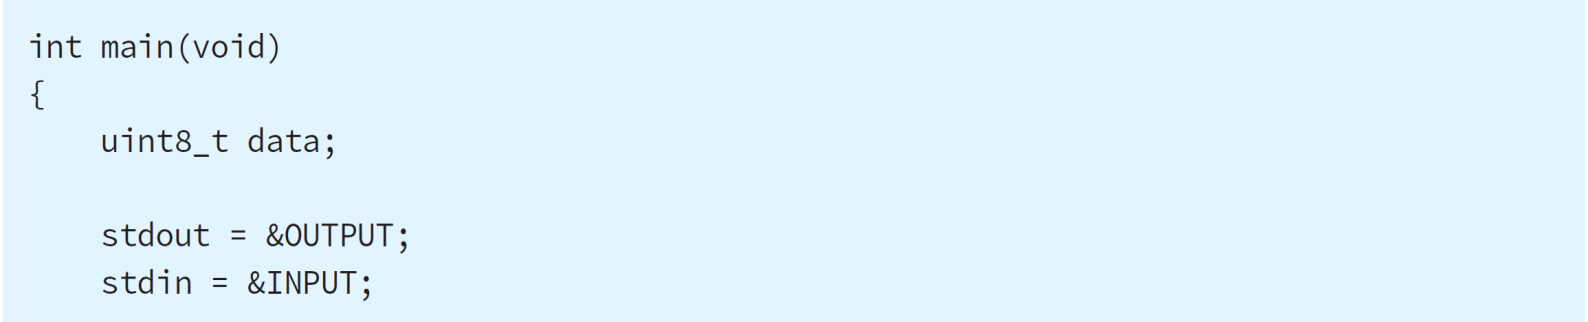 int main(void)
{
    uint8_t data;

    stdout = &OUTPUT;
    stdin = &INPUT;